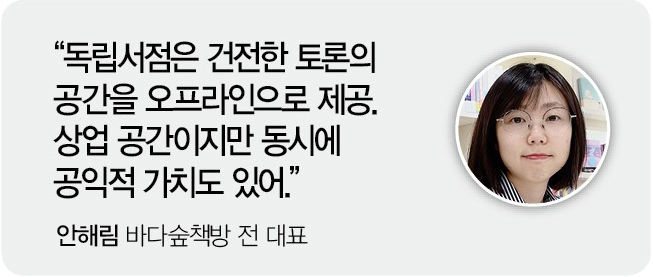 “독립서점은 건전한 토론의
공간을 오프라인으로 제공.
상업 공간이지만 동시에
공익적 가치도 있어.”
안해림 바다숲책방 전 대표